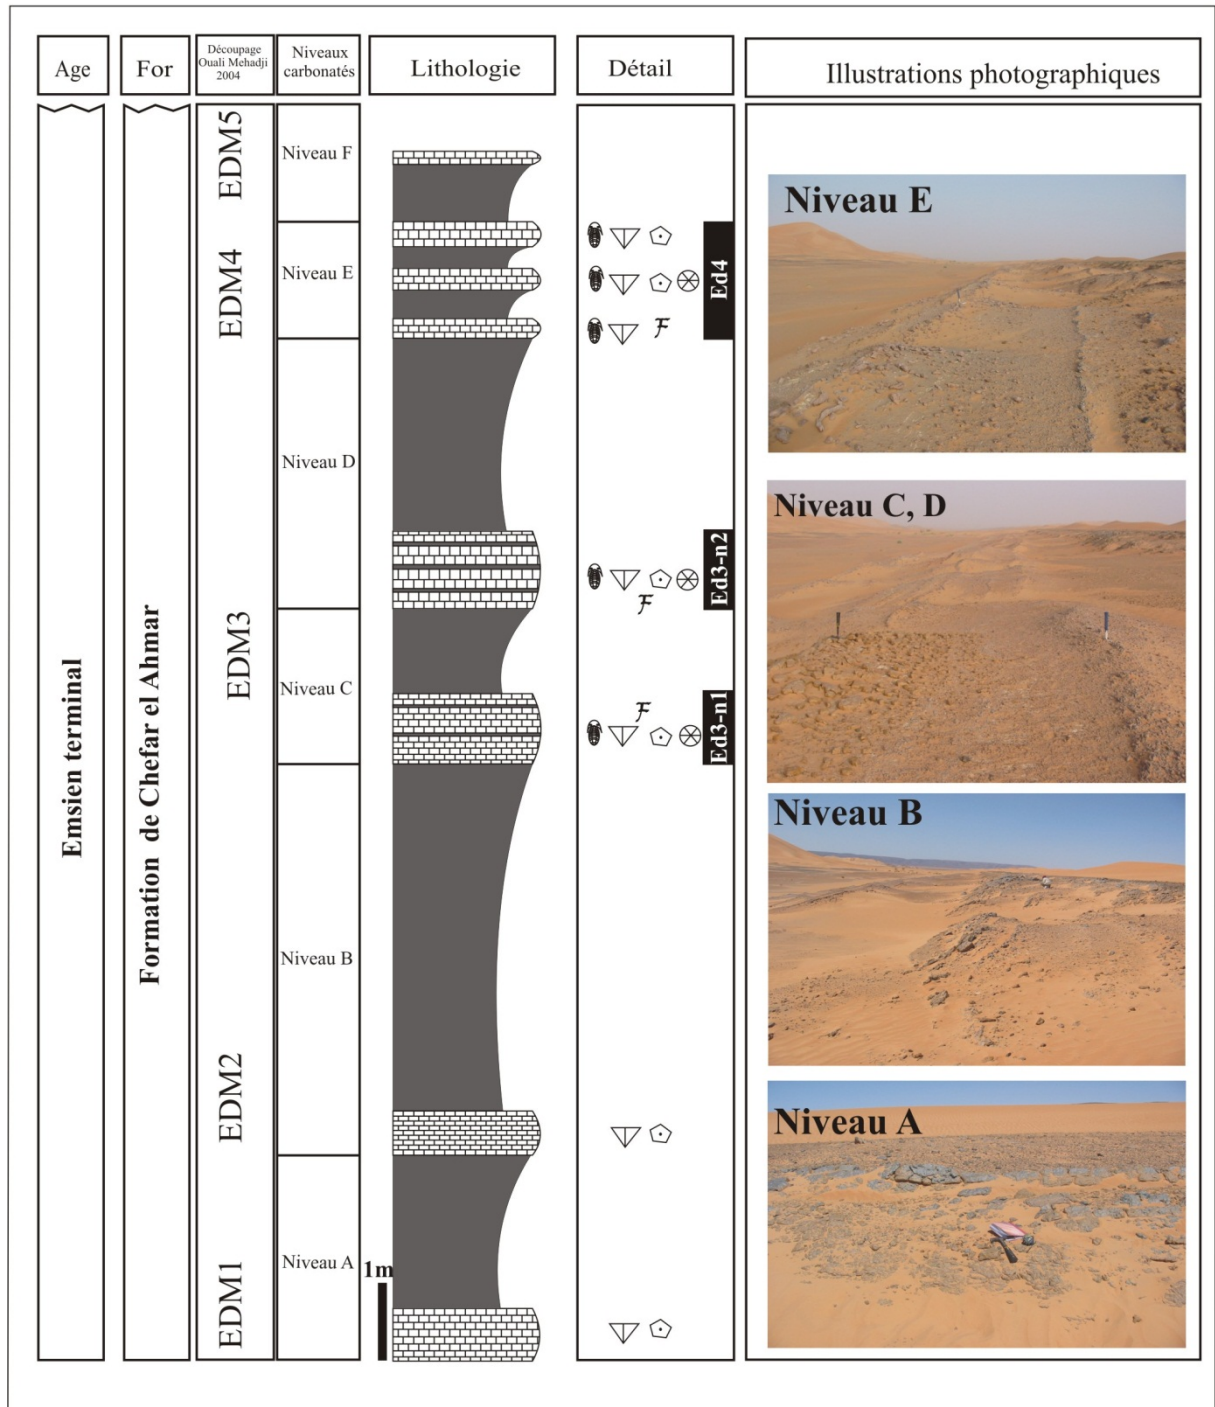 Age
For
Découpage
Ouali Mehadji
2004
Niveaux
carbonatés
Lithologie
Détail
Illustrations photographiques
Emsien terminal
Formation de Chefar el Ahmar
EDM5
EDM4
EDM3
EDM2
EDM1
Niveau F
Niveau E
Niveau D
Niveau C
Niveau B
Niveau A
1m
F
Ed4
Ed3-n2
F
F
Ed3-n1
Niveau E
Niveau C, D
Niveau B
Niveau A